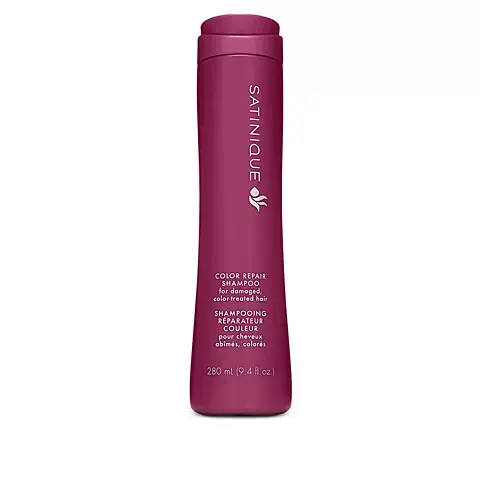 SATINIQUE
COLOR REPAIR
SHAMPOO
for damaged,
color-treated hair
SHAMPOOING
RÉPARATEUR
COULEUR
pour cheveux
abîmés, colorés
280 mL (9.4 fl. oz.)